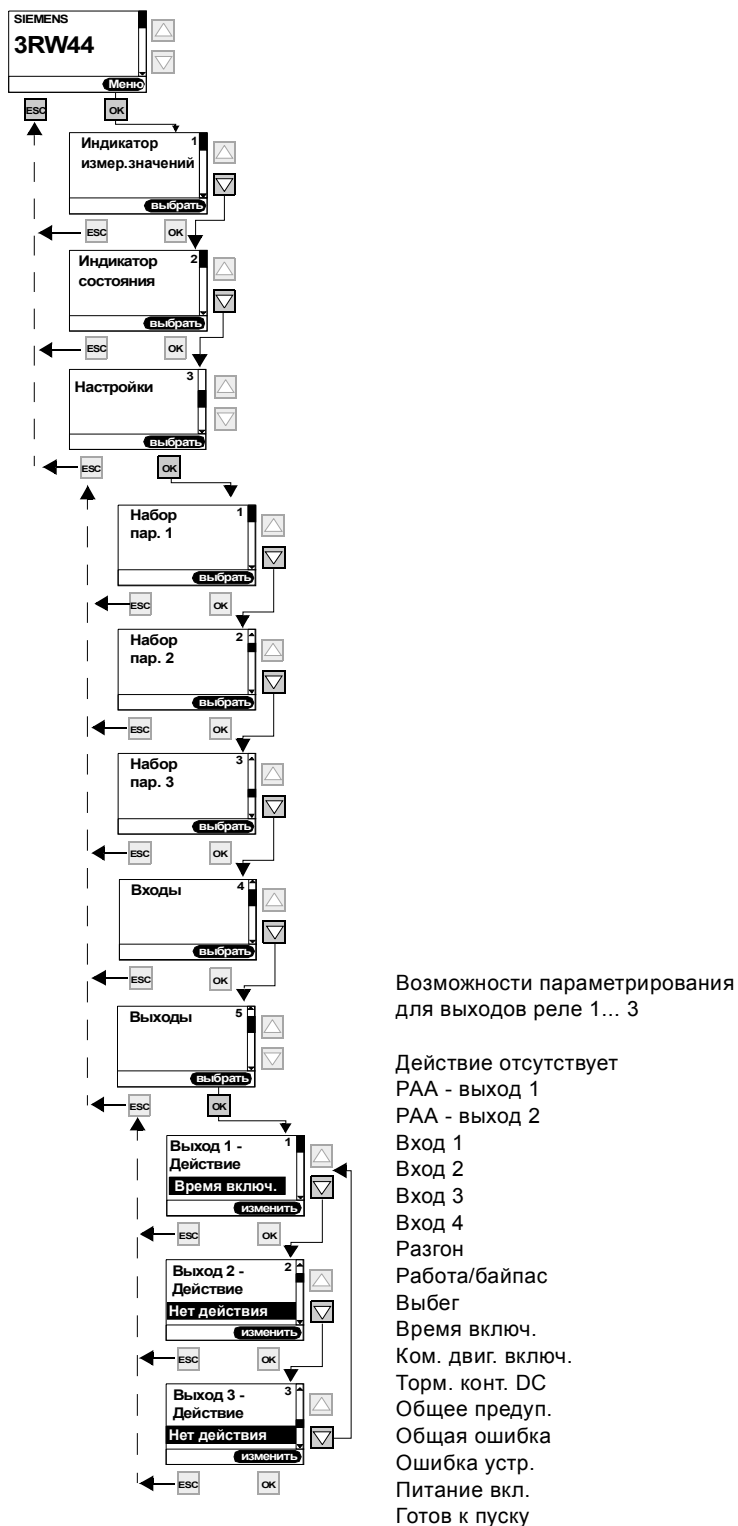 SIEMENS
3RW44
Меню
ESC
OK
Индикатор 1
измер.значений
выбрать
ESC OK
Индикатор 2
состояния
выбрать
ESC OK
Настройки 3
выбрать
ESC OK
Набор 1
пар. 1
выбрать
ESC OK
Набор 2
пар. 2
выбрать
ESC OK
Набор 3
пар. 3
выбрать
ESC OK
Входы 4
выбрать
ESC OK
Выходы 5
выбрать
ESC OK
Выход 1 - 1
Действие
Время включ.
изменить
ESC OK
Выход 2 - 2
Действие
Нет действия
изменить
ESC OK
Выход 3 - 3
Действие
Нет действия
изменить
ESC OK
Возможности параметрирования
для выходов реле 1... 3
Действие отсутствует
РАА - выход 1
РАА - выход 2
Вход 1
Вход 2
Вход 3
Вход 4
Разгон
Работа/байпас
Выбег
Время включ.
Ком. двиг. включ.
Торм. конт. DC
Общее предуп.
Общая ошибка
Ошибка устр.
Питание вкл.
Готов к пуску